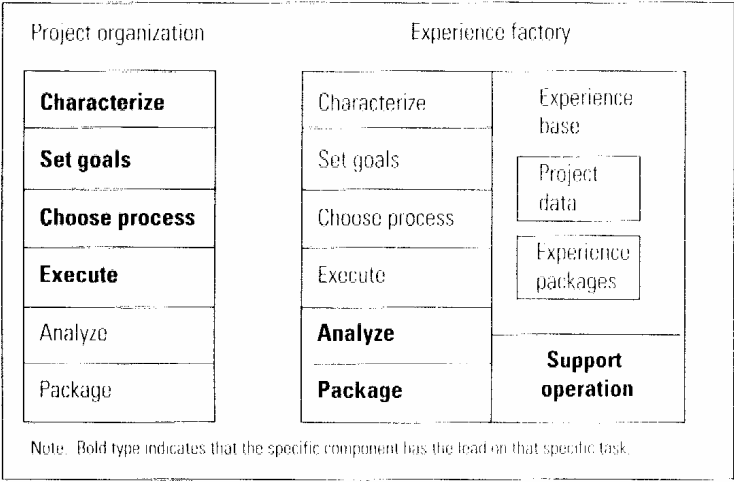 Project organization
Experience factory
Characterize
Set goals
Choose process
Execute
Analyze
Package
Characterize
Set goals
Choose process
Execute
Analyze
Package
Experience
base
Project
data
Experience
packages
Support
operation
Note. Bold type indicates that the specific component has the lead on that specific task.